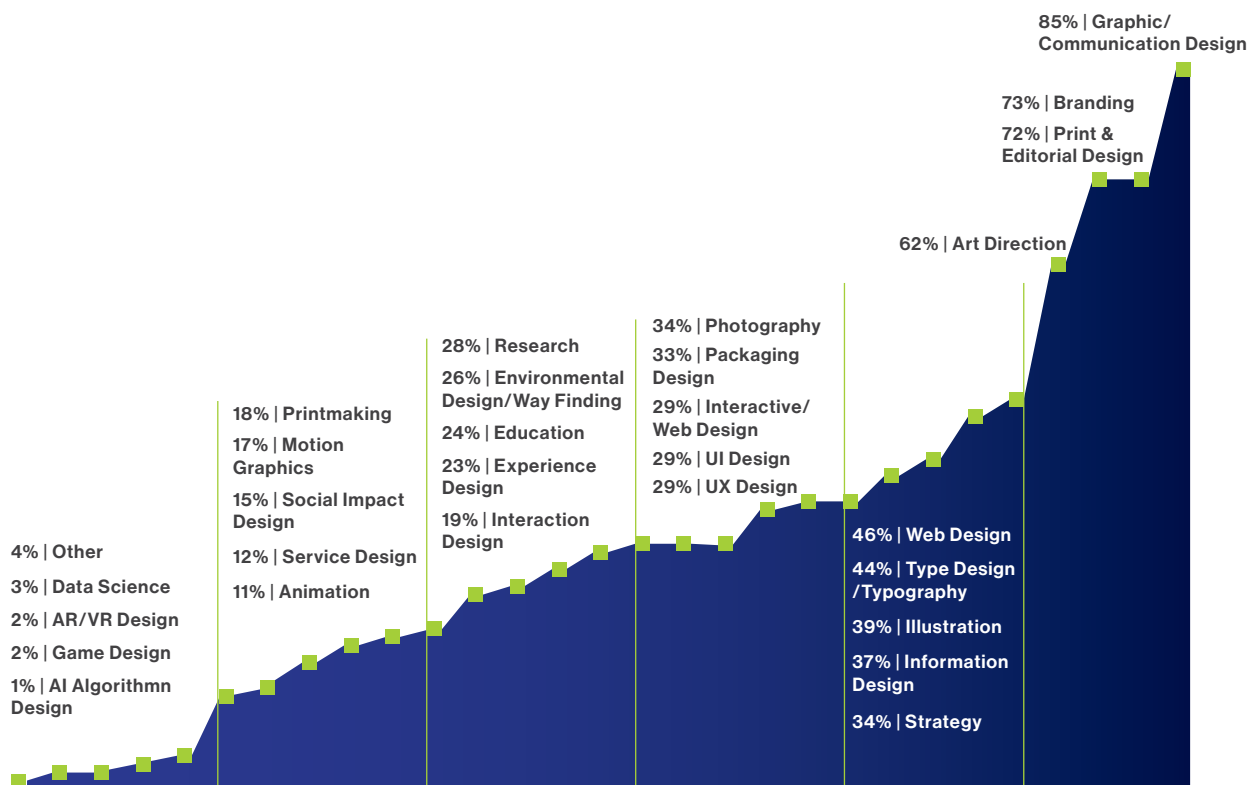 4% | Other
3% | Data Science
2% | AR/VR Design
2% | Game Design
1% | AI Algorithmn
Design
18% | Printmaking
17% | Motion
Graphics
15% | Social Impact
Design
12% | Service Design
11% | Animation
28% | Research
26% | Environmental
Design/Way Finding
24% | Education
23% | Experience
Design
19% | Interaction
Design
34% | Photography
33% | Packaging
Design
29% | Interactive/
Web Design
29% | UI Design
29% | UX Design
46% | Web Design
44% | Type Design
/Typography
39% | Illustration
37% | Information
Design
34% | Strategy
85% | Graphic/
Communication Design
73% | Branding
72% | Print &
Editorial Design
62% | Art Direction